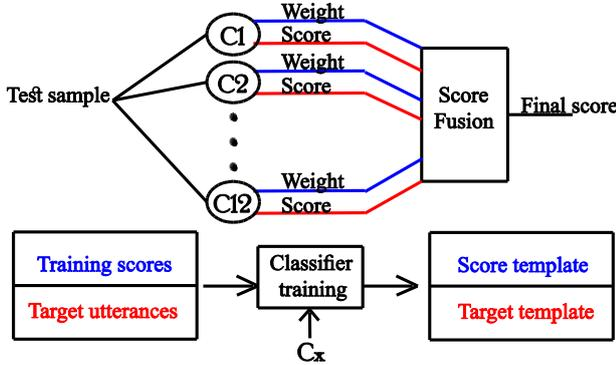 Weight
C1
Score
Weight
Test sample
C2
Score
Score
Fusion
Final score
Weight
C12
Score
Training scores
Target utterances
Classifier
training
Cx
Score template
Target template